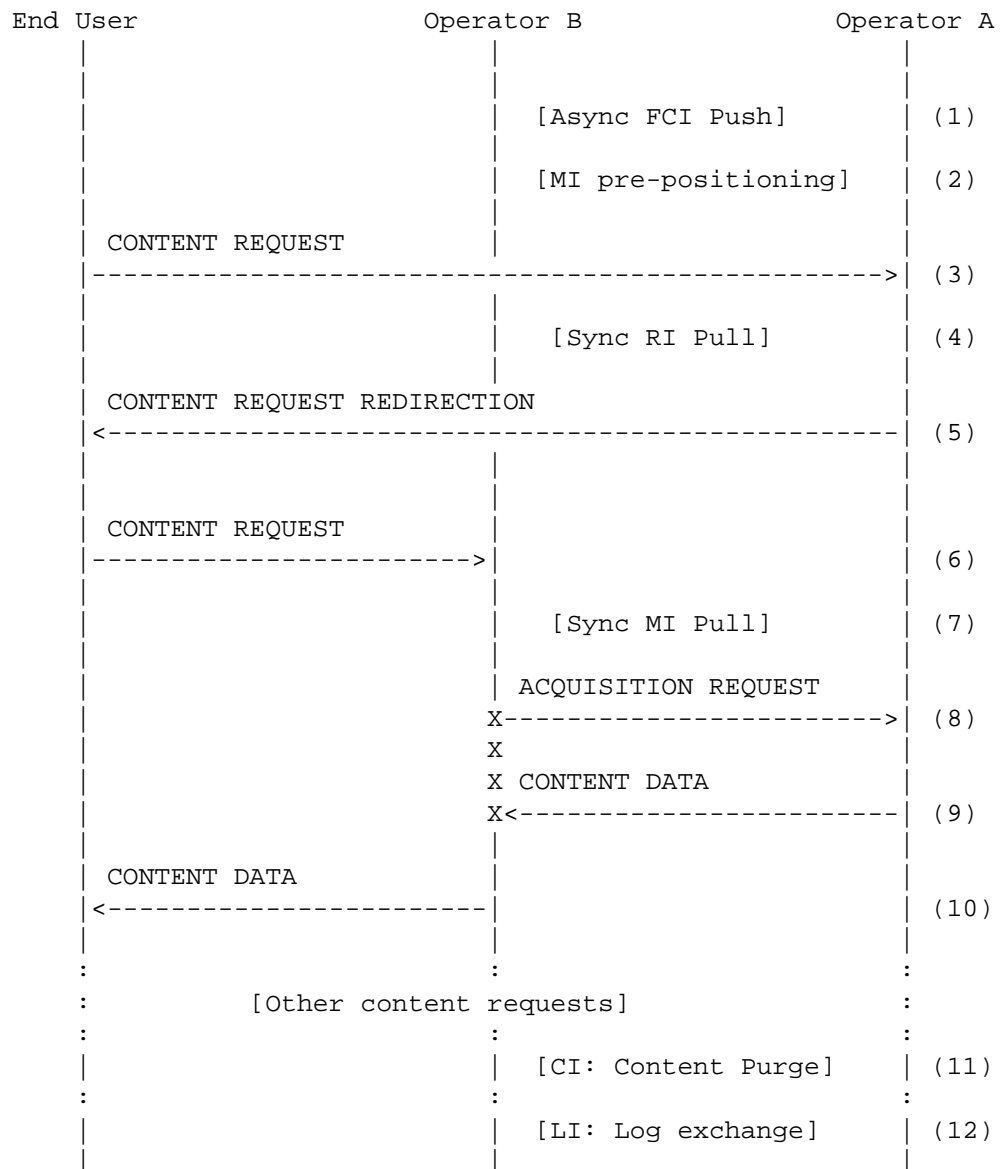 End User Operator B Operator A
[Async FCI Push] (1)
[MI pre-positioning] (2)
CONTENT REQUEST
(3)
[Sync RI Pull] (4)
CONTENT REQUEST REDIRECTION
(5)
CONTENT REQUEST
(6)
[Sync MI Pull] (7)
ACQUISITION REQUEST
X (8)
X
X CONTENT DATA
X (9)
CONTENT DATA
(10)
[Other content requests]
[CI: Content Purge] (11)
[LI: Log exchange] (12)